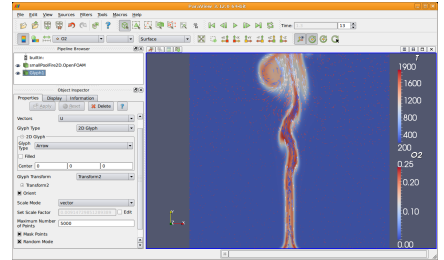 File Edit View Sources Filters Tools Macros Help
Time:
13
O2
Surface
Pipeline Browser
builtin:
smallPoolFire2D.OpenFOAM
Glyph1
Object Inspector
Properties Display Information
Apply Reset Delete ?
Vectors U
Glyph Type 2D Glyph
2D Glyph
Glyph Type Arrow
Filled
Center 0 0 0
Glyph Transform Transform2
Transform2
Orient
Scale Mode vector
Set Scale Factor Edit
Maximum Number of Points 5000
Mask Points
Random Mode
T
1900
1600
1200
800
400
200
O2
0.25
0.20
0.10
0.00